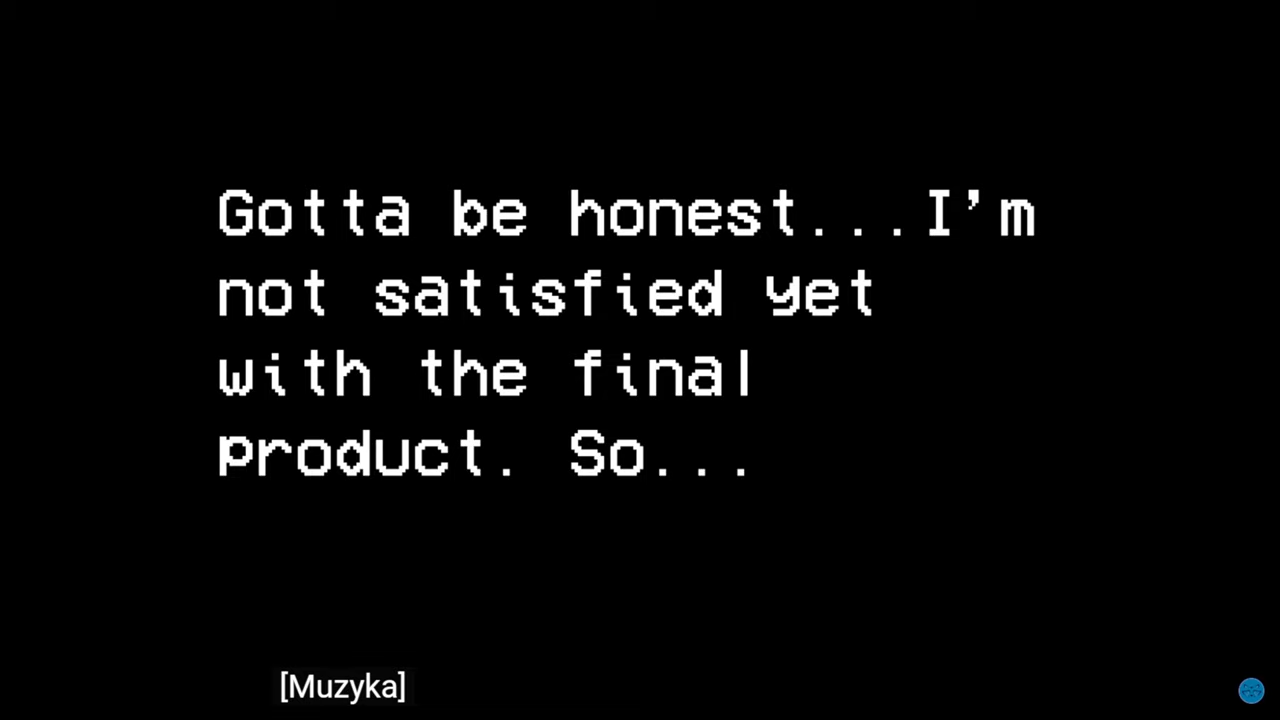 Gotta be honest...I'm
not satisfied yet
with the final
product. So...
[Muzyka]